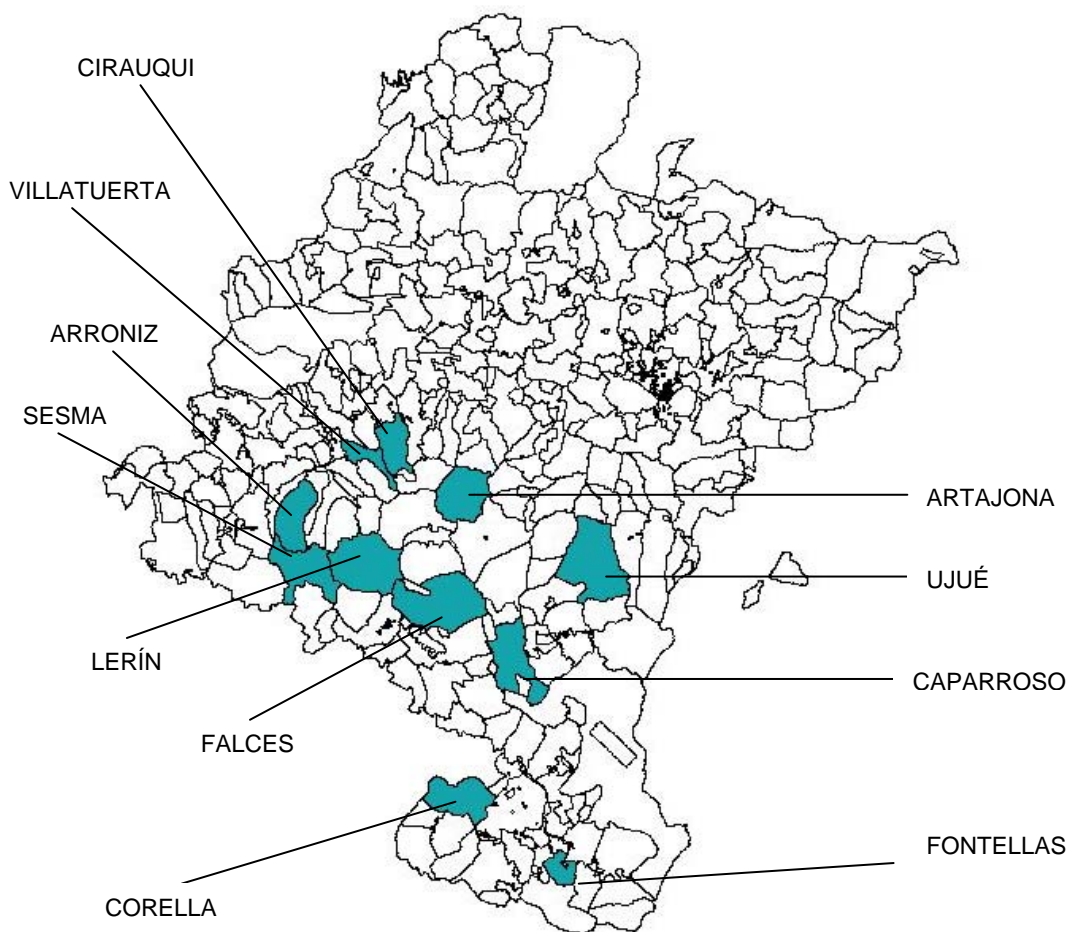 CIRAUQUI
VILLATUERTA
ARRONIZ
SESMA
ARTAJONA
UJUÉ
LERÍN
CAPARROSO
FALCES
FONTELLAS
CORELLA